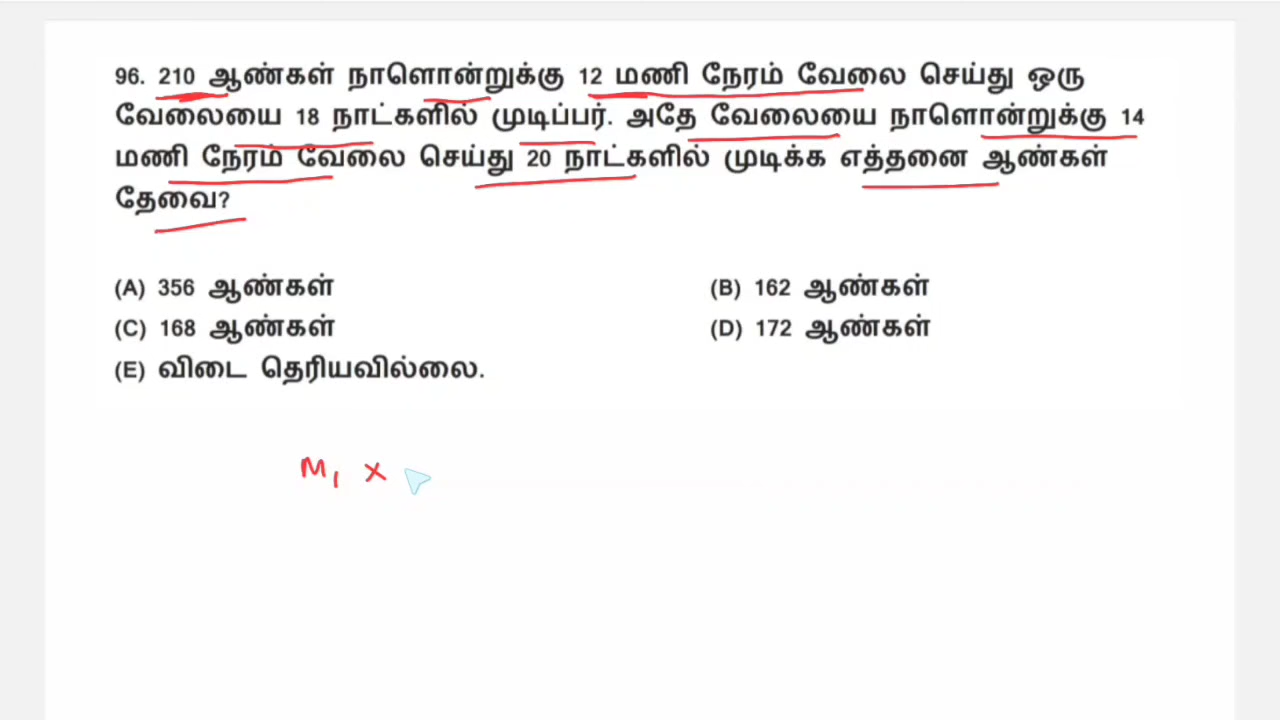 96. 210 ஆண்கள் நாளொன்றுக்கு 12 மணி நேரம் வேலை செய்து ஒரு
வேலையை 18 நாட்களில் முடிப்பர். அதே வேலையை நாளொன்றுக்கு 14
மணி நேரம் வேலை செய்து 20 நாட்களில் முடிக்க எத்தனை ஆண்கள்
தேவை?
(A) 356 ஆண்கள் (B) 162 ஆண்கள்
(C) 168 ஆண்கள் (D) 172 ஆண்கள்
(E) விடை தெரியவில்லை.
M₁ ×